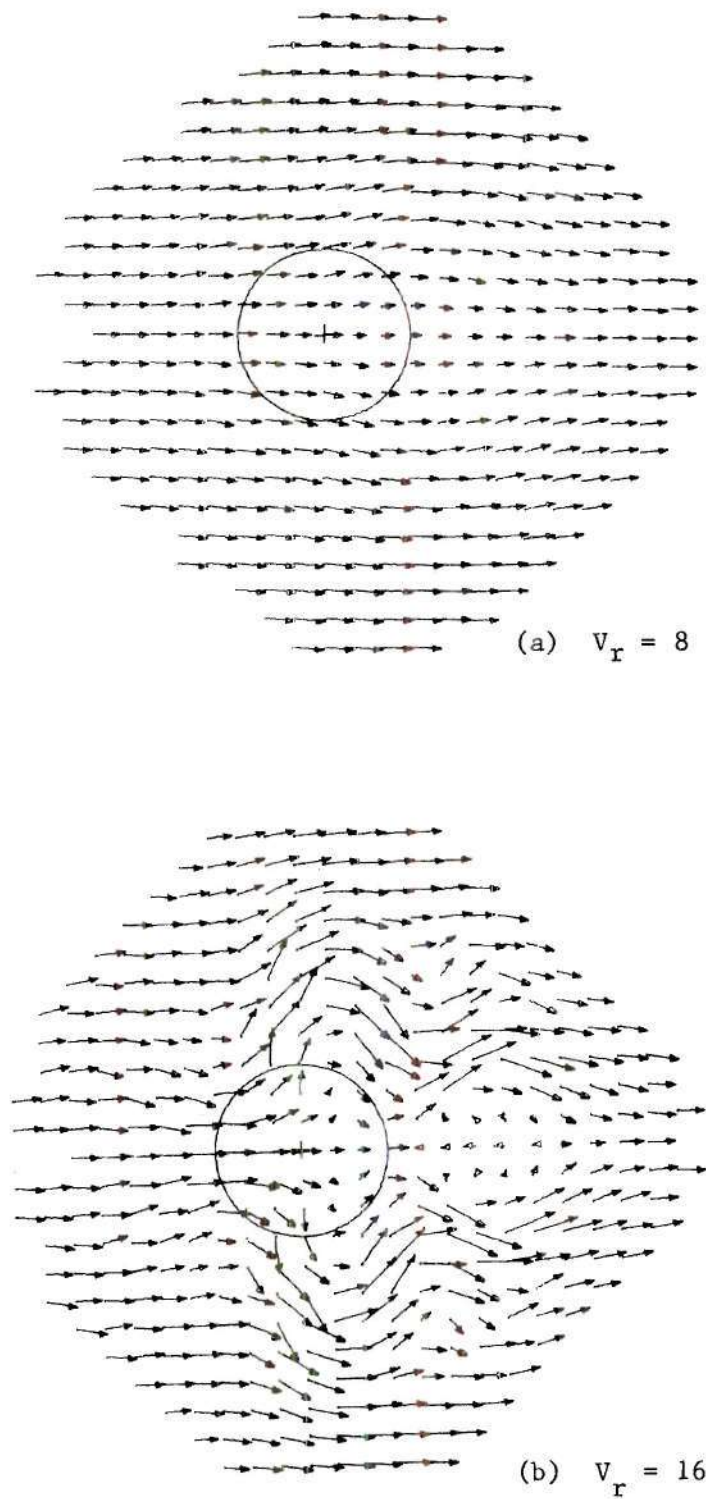 (a) V_r = 8
(b) V_r = 16